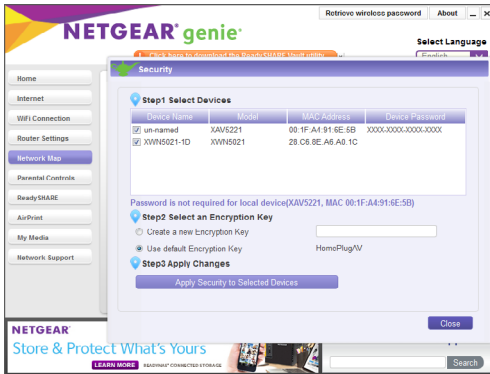 Retrieve wireless password
About
NETGEAR® genie®
Select Language
English
Click here to download the ReadySHARE Vault utility
Security
Home
Internet
WiFi Connection
Router Settings
Network Map
Parental Controls
ReadySHARE
AirPrint
My Media
Network Support
Step1 Select Devices
Device Name Model MAC Address Device Password
un-named XAV5221 00:1F:A4:91:6E:5B XXXX-XXXX-XXXX-XXXX
XWN5021-1D XWN5021 28.C6.8E.A6.A0.1C
Password is not required for local device(XAV5221, MAC 00:1F:A4:91:6E:5B)
Step2 Select an Encryption Key
Create a new Encryption Key
Use default Encryption Key HomePlugAV
Step3 Apply Changes
Apply Security to Selected Devices
Close
NETGEAR®
Store & Protect What's Yours
LEARN MORE READYNAS® CONNECTED STORAGE
Search